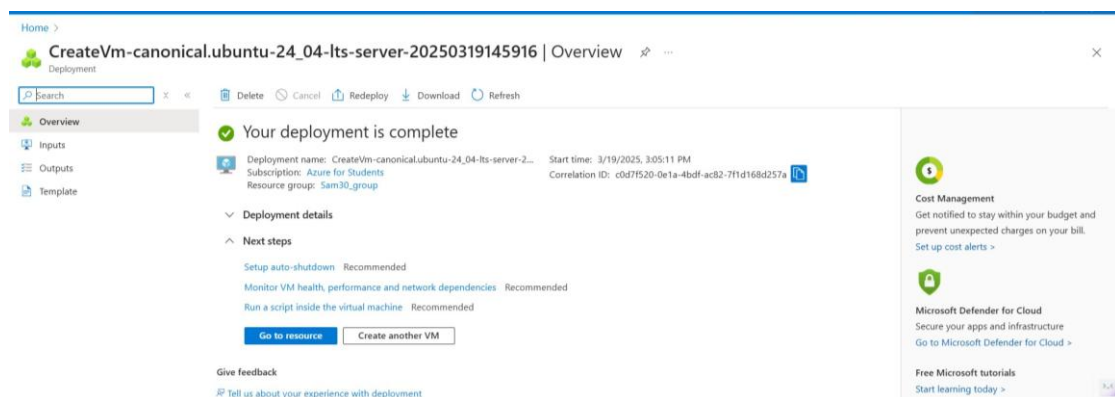 Home >
CreateVm-canonical.ubuntu-24_04-lts-server-20250319145916 | Overview
Deployment
Search
Delete Cancel Redeploy Download Refresh
Overview
Inputs
Outputs
Template
Your deployment is complete
Deployment name: CreateVm-canonical.ubuntu-24_04-lts-server-2...
Subscription: Azure for Students
Resource group: Sam30_group
Start time: 3/19/2025, 3:05:11 PM
Correlation ID: c0d7f520-0e1a-4bdf-ac82-7f1d168d257a
Deployment details
Next steps
Setup auto-shutdown Recommended
Monitor VM health, performance and network dependencies Recommended
Run a script inside the virtual machine Recommended
Go to resource Create another VM
Give feedback
Tell us about your experience with deployment
Cost Management
Get notified to stay within your budget and
prevent unexpected charges on your bill.
Set up cost alerts >
Microsoft Defender for Cloud
Secure your apps and infrastructure
Go to Microsoft Defender for Cloud >
Free Microsoft tutorials
Start learning today >